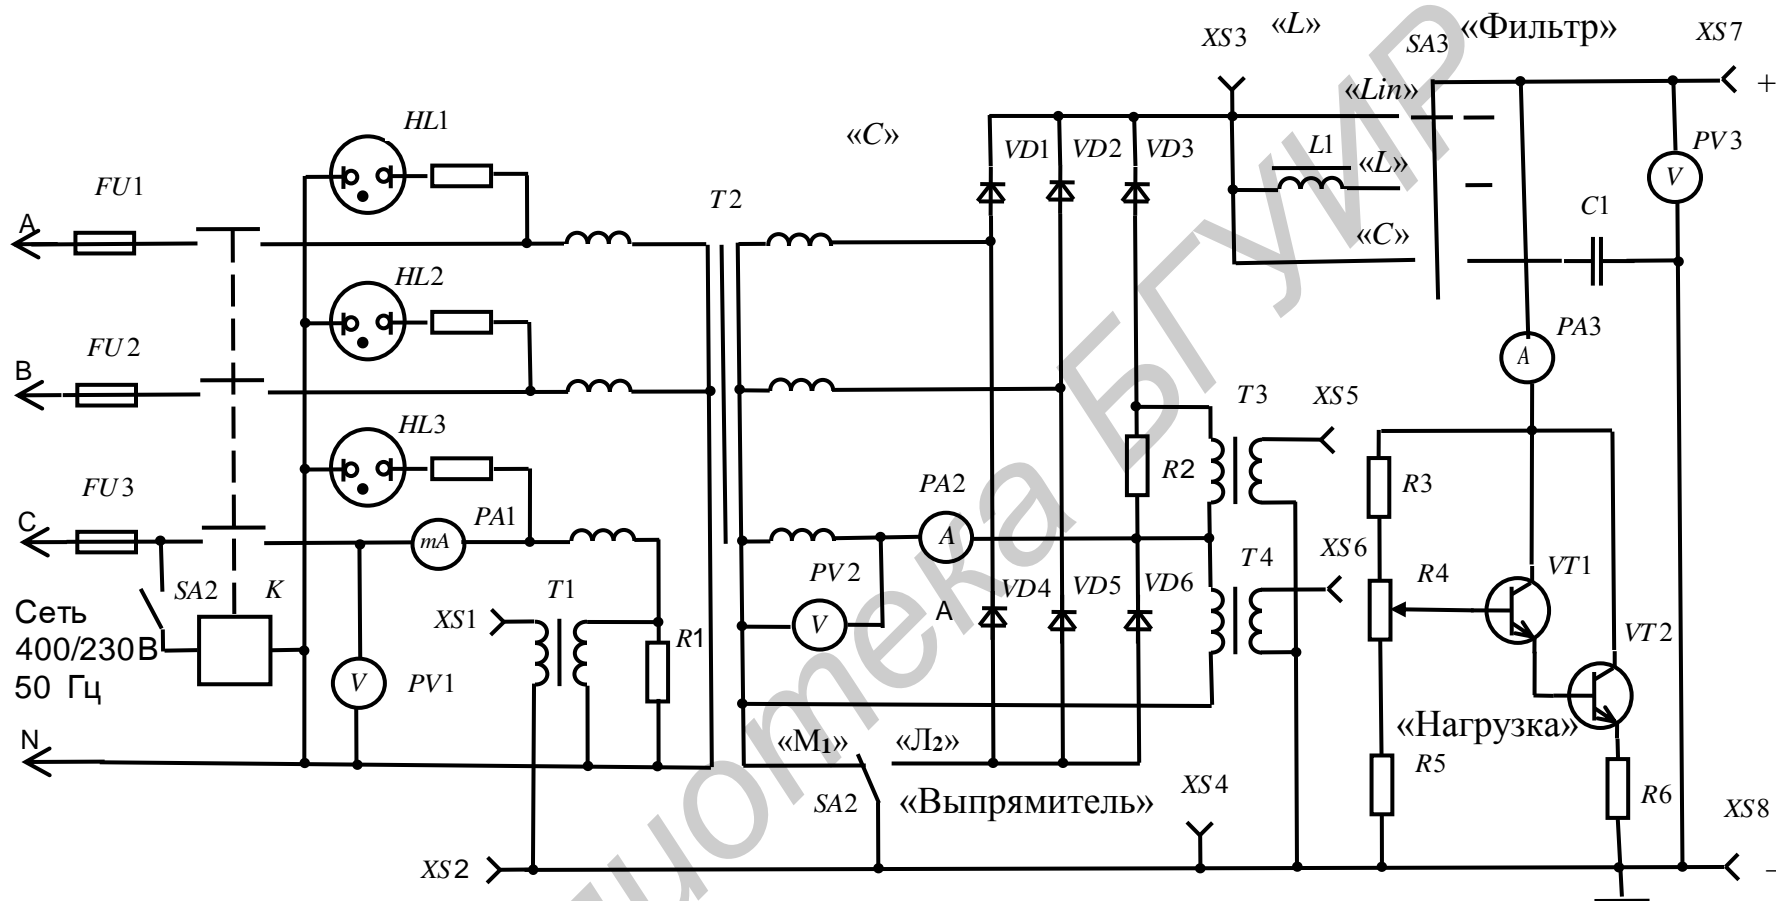 «L» «Фильтр» XS7
XS3 SA3
«Lin» +
HL1 «C» VD1 VD2 VD3 L1 «L» PV3
FU1 V
A T2 C1
«C»
HL2
PA3
FU2 A
B
T3 XS5
HL3
R2 R3
FU3 PA2
C PA1
mA A T4 XS6
PV2 VT1
SA2 K T1 VD4 VD5 VD6 R4
Сеть XS1 A
400/230В V R1 VT2
50 Гц V PV1
N «М1» «Л2» «Нагрузка»
R5
SA2 «Выпрямитель» XS4 R6 XS8
XS2 –
иотека БГУИР